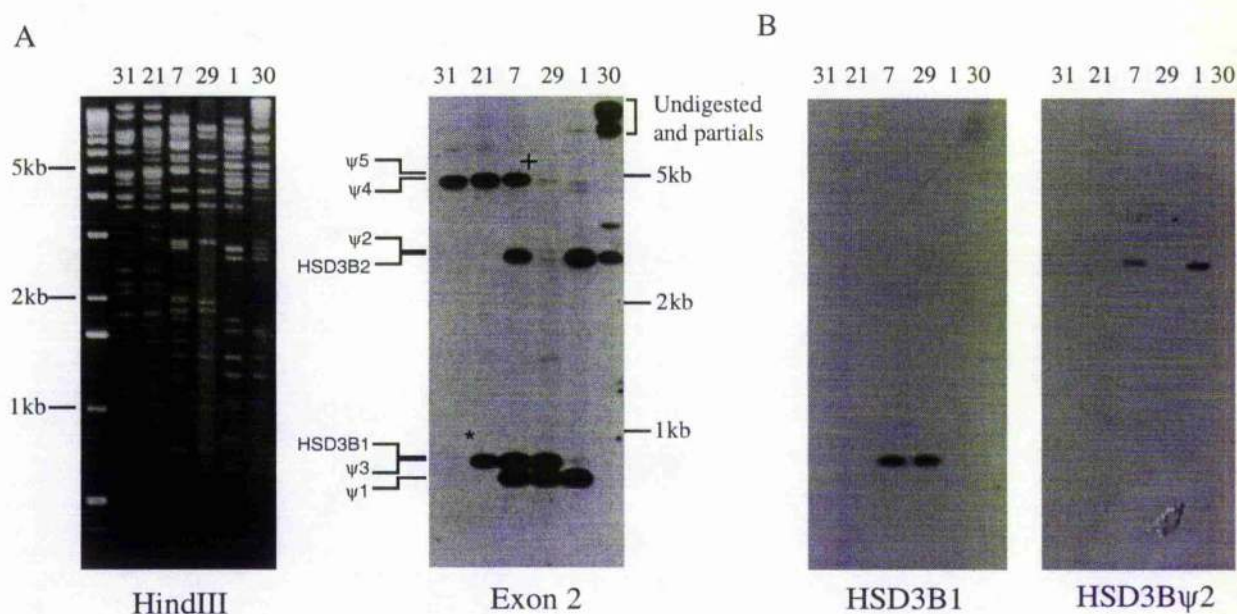 A
B
31 21 7 29 1 30
31 21 7 29 1 30
31 21 7 29 1 30
31 21 7 29 1 30
Undigested
and partials
5kb
ψ5
ψ4
+
5kb
ψ2
HSD3B2
2kb
2kb
1kb
1kb
*
HSD3B1
ψ3
ψ1
HindIII
Exon 2
HSD3B1
HSD3Bψ2